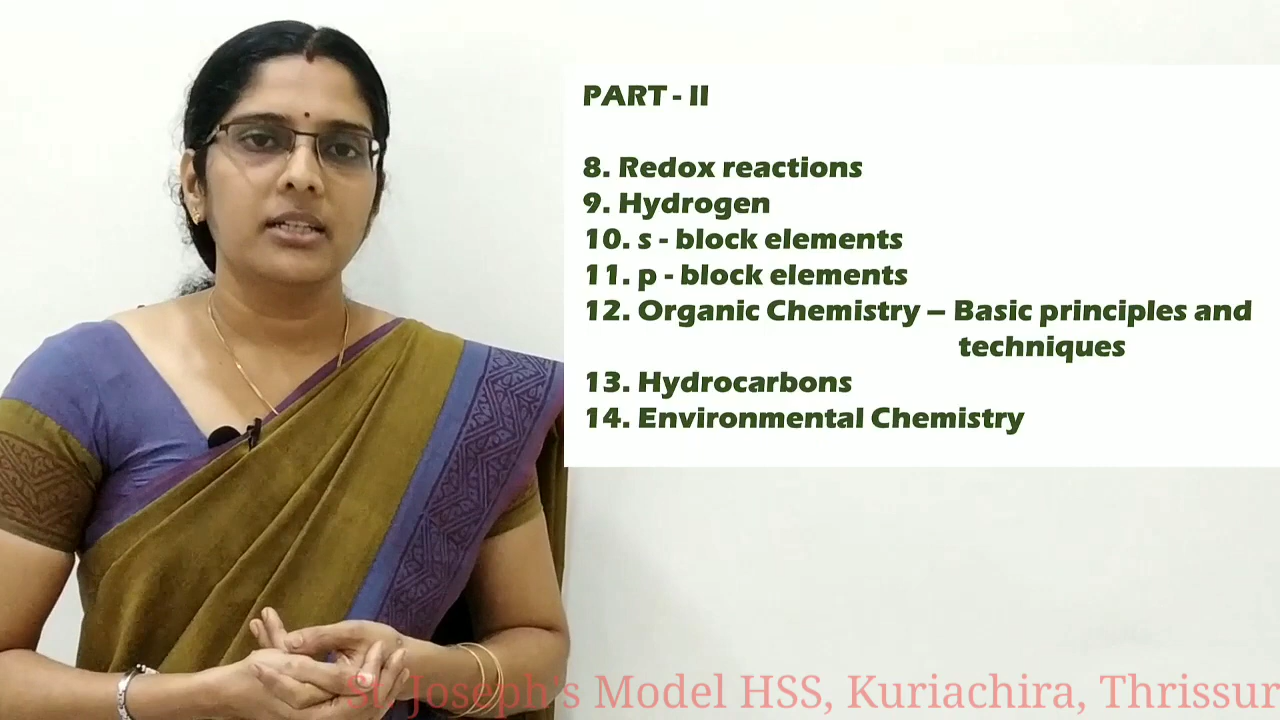 PART - II
8. Redox reactions
9. Hydrogen
10. s - block elements
11. p - block elements
12. Organic Chemistry – Basic principles and
techniques
13. Hydrocarbons
14. Environmental Chemistry
St. Joseph's Model HSS, Kuriachira, Thrissur